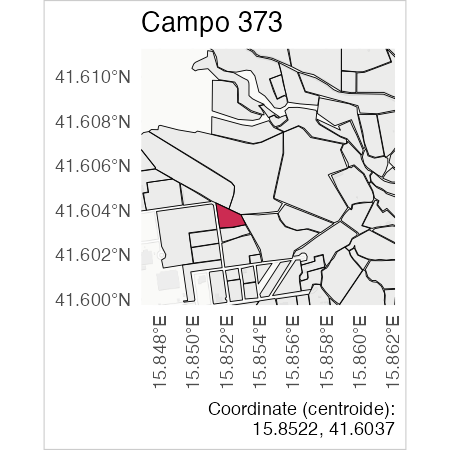 Campo 373
41.610°N
41.608°N
41.606°N
41.604°N
41.602°N
41.600°N
15.848°E
15.850°E
15.852°E
15.854°E
15.856°E
15.858°E
15.860°E
15.862°E
Coordinate (centroide):
15.8522, 41.6037